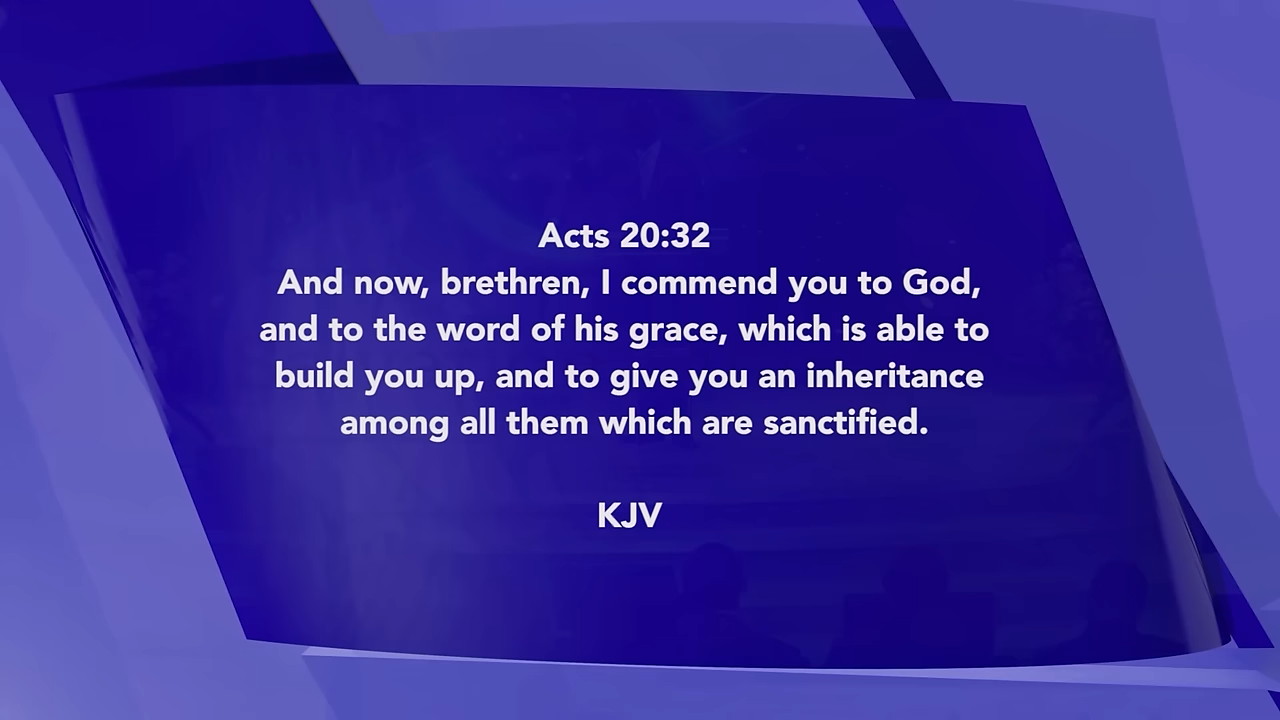 Acts 20:32
And now, brethren, I commend you to God,
and to the word of his grace, which is able to
build you up, and to give you an inheritance
among all them which are sanctified.
KJV